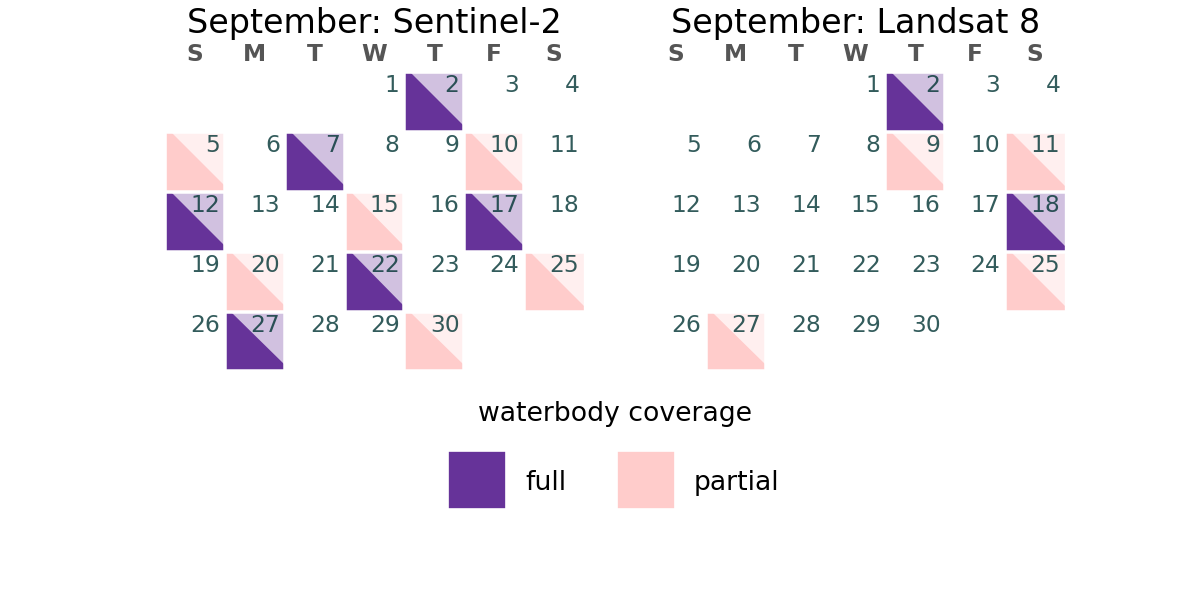 September: Sentinel-2
S M T W T F S
1 2 3 4
5 6 7 8 9 10 11
12 13 14 15 16 17 18
19 20 21 22 23 24 25
26 27 28 29 30
September: Landsat 8
S M T W T F S
1 2 3 4
5 6 7 8 9 10 11
12 13 14 15 16 17 18
19 20 21 22 23 24 25
26 27 28 29 30
waterbody coverage
full
partial